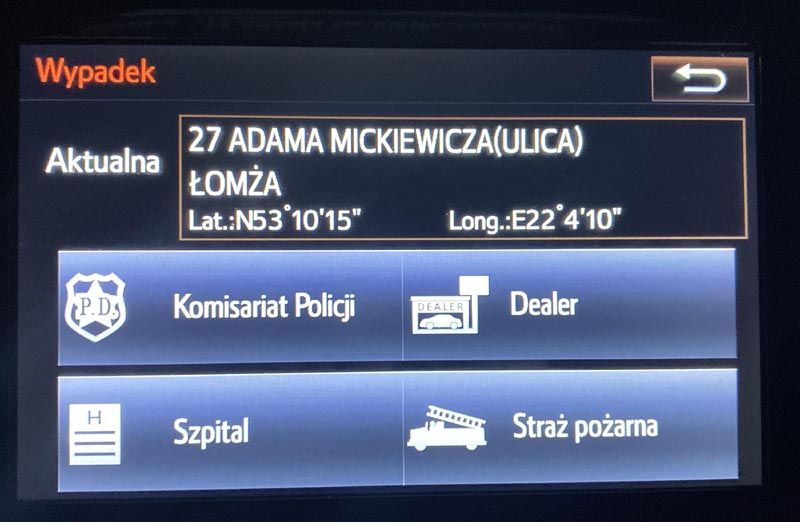 Wypadek
Aktualna
27 ADAMA MICKIEWICZA(ULICA)
ŁOMŻA
Lat.:N53°10'15" Long.:E22°4'10"
P.D.
Komisariat Policji
DEALER
Dealer
H
Szpital
Straż pożarna